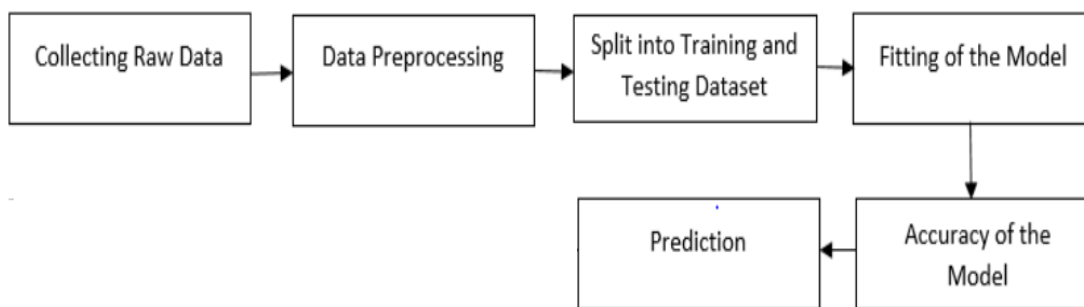 Collecting Raw Data
Data Preprocessing
Split into Training and
Testing Dataset
Fitting of the Model
Accuracy of the
Model
Prediction